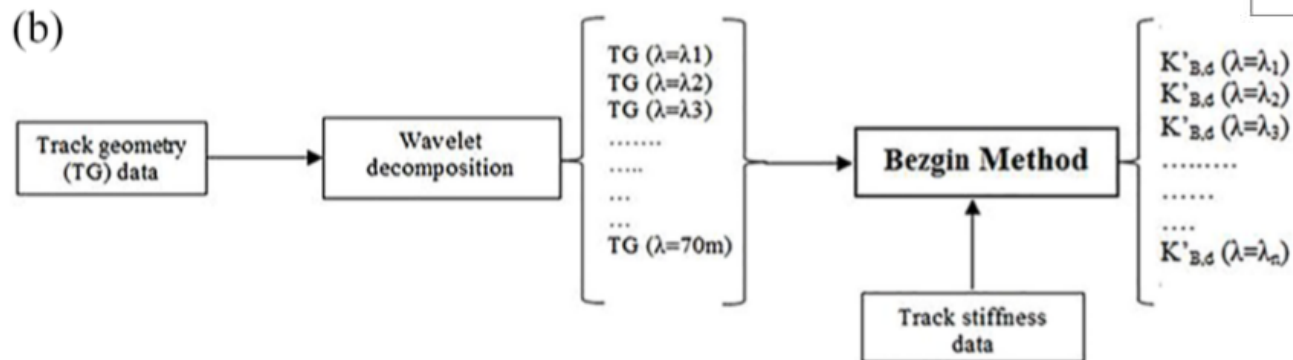 (b)
Track geometry
(TG) data
Wavelet
decomposition
TG (λ=λ1)
TG (λ=λ2)
TG (λ=λ3)
.......
.....
...
...
TG (λ=70m)
Bezgin Method
Track stiffness
data
K'B,d (λ=λ1)
K'B,d (λ=λ2)
K'B,d (λ=λ3)
.........
......
....
K'B,d (λ=λn)